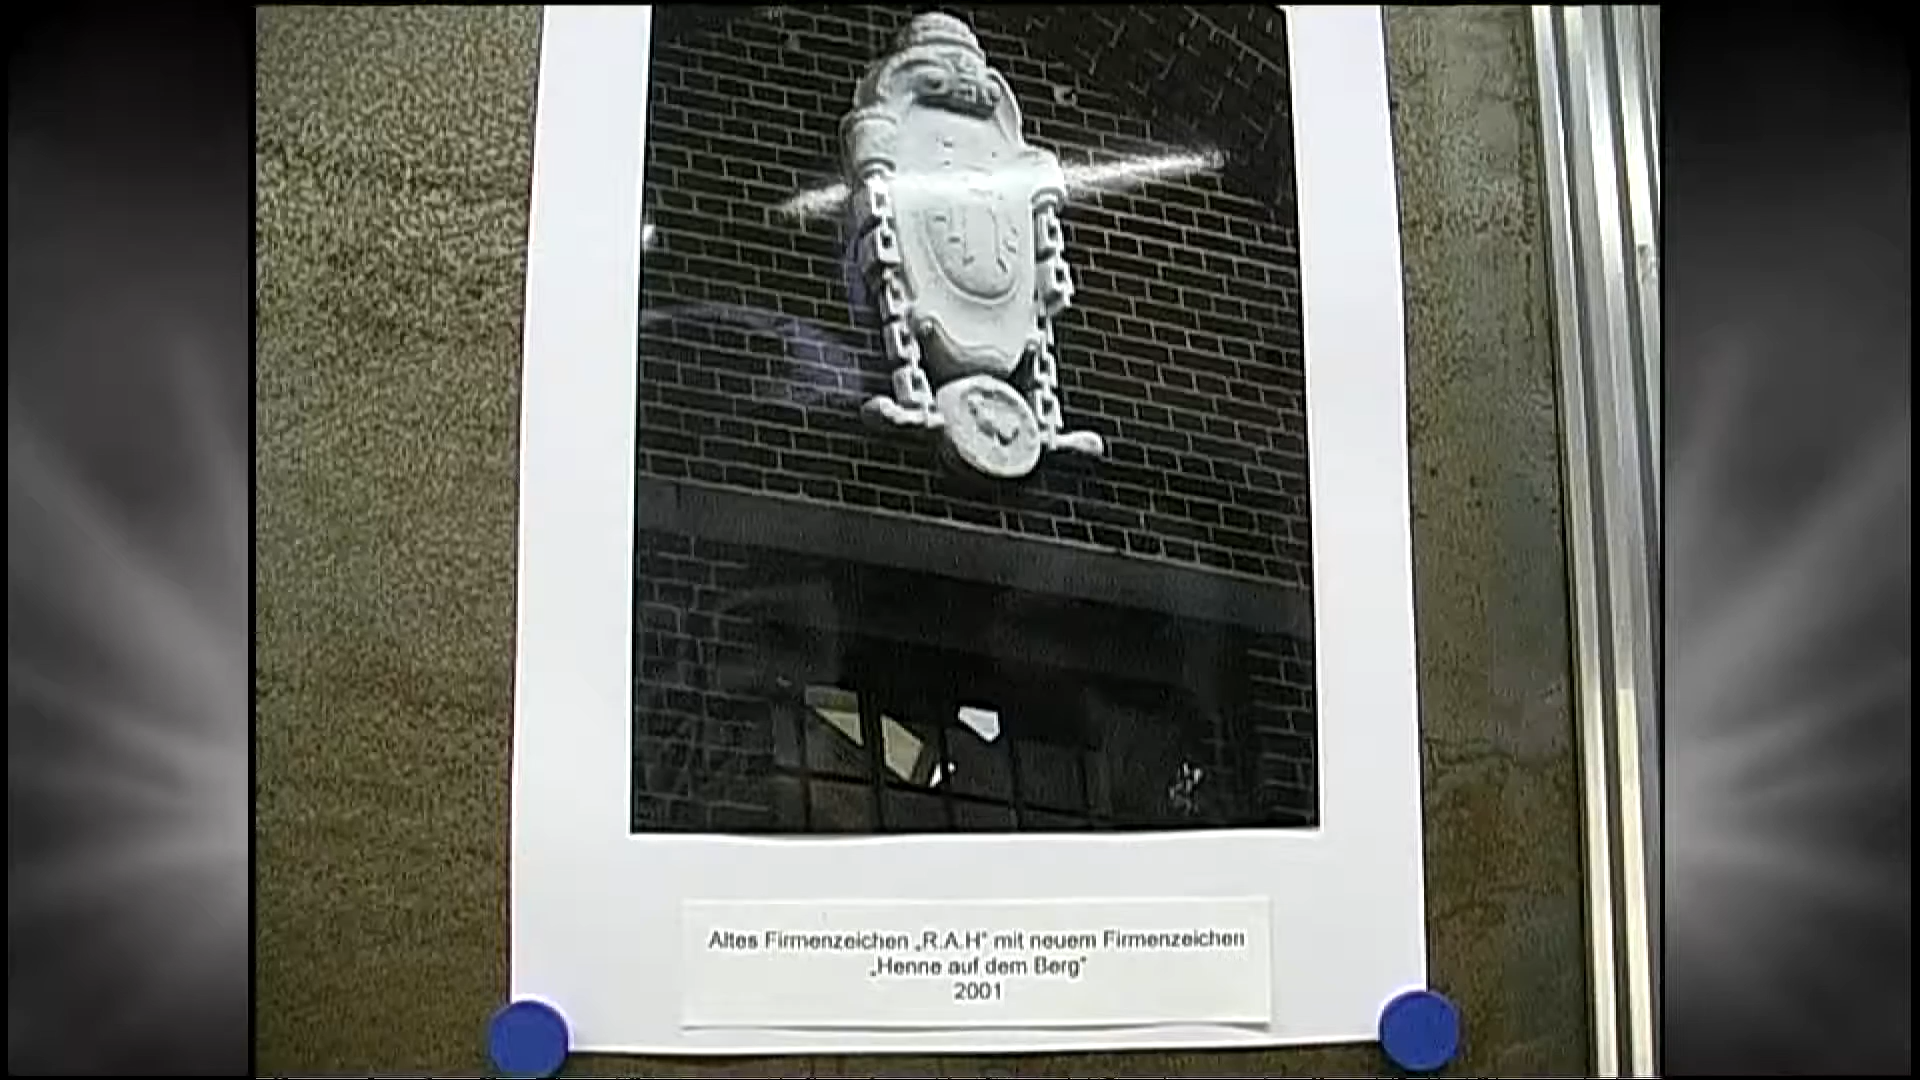 Altes Firmenzeichen „R.A.H“ mit neuem Firmenzeichen
„Henne auf dem Berg“
2001